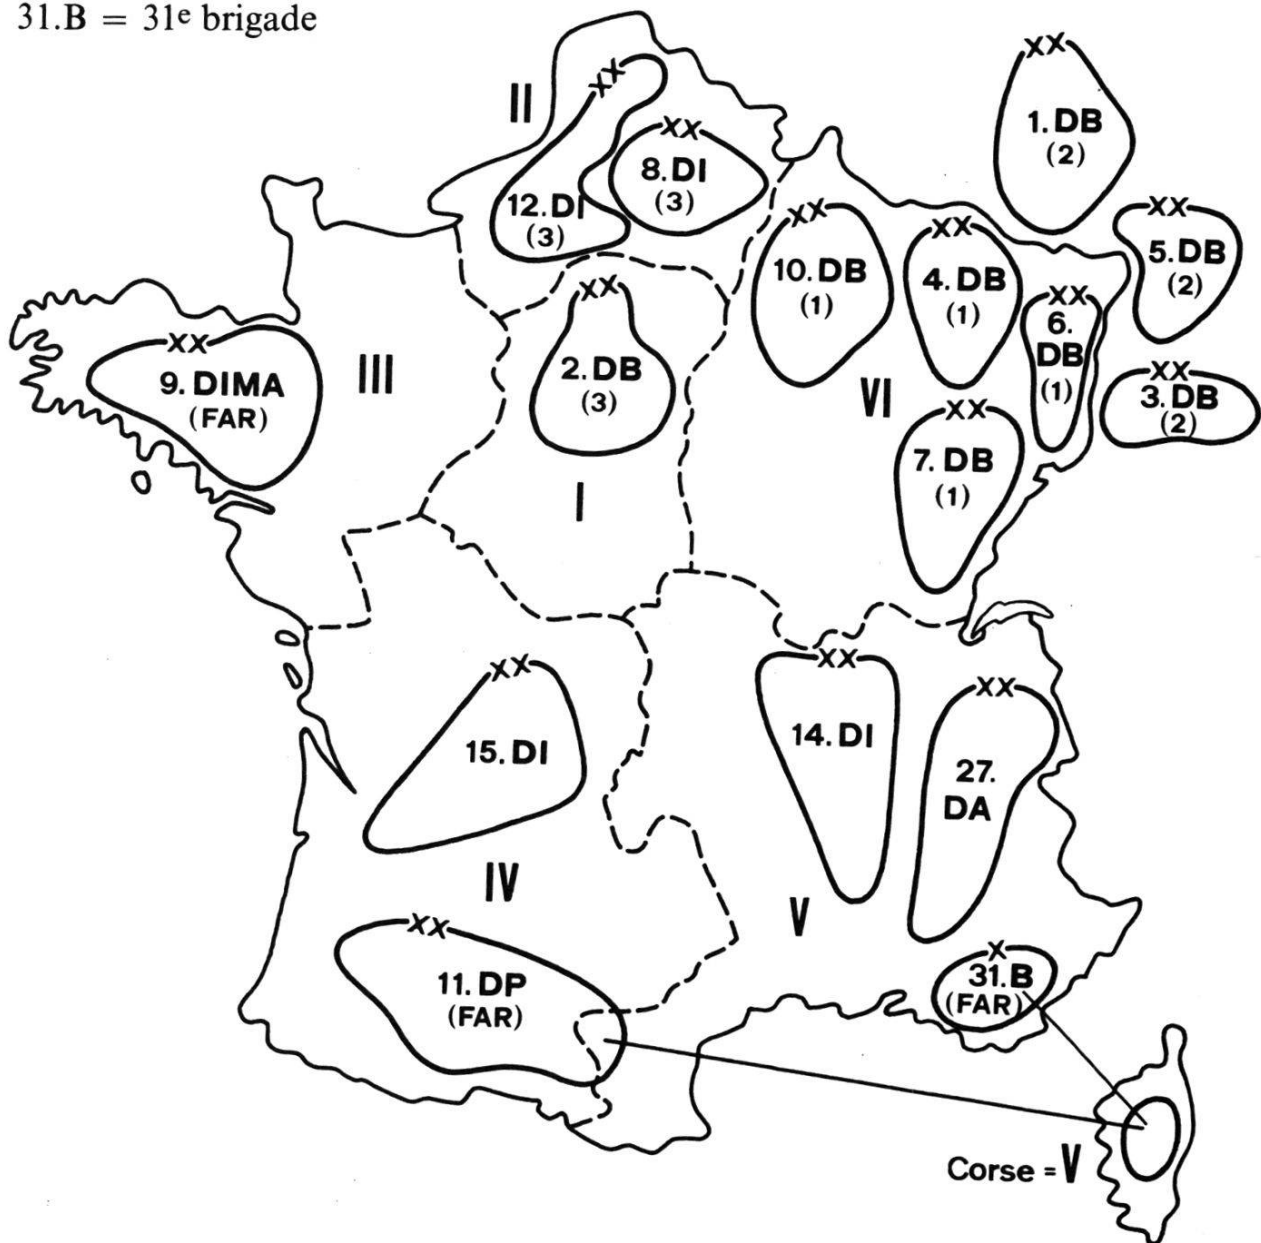 31.B = 31e brigade
XX
1. DB
(2)
XX
II
XX
8. DI
(3)
12. DI
(3)
XX
10. DB
(1)
XX
4. DB
(1)
XX
5. DB
(2)
XX
6.
DB
(1)
XX
3. DB
(2)
XX
9. DIMA
(FAR)
III
XX
2. DB
(3)
I
VI
XX
7. DB
(1)
XX
15. DI
IV
XX
14. DI
XX
27.
DA
V
XX
11. DP
(FAR)
X
31. B
(FAR)
Corse = V